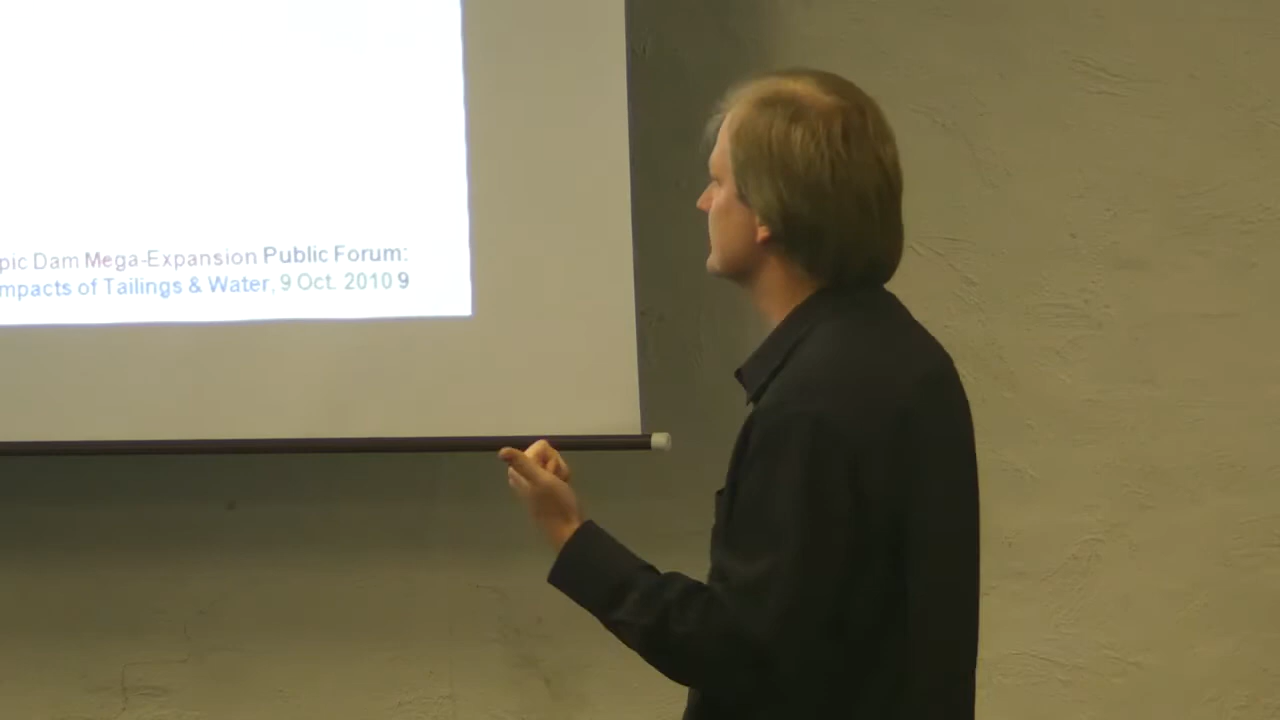 pic Dam Mega-Expansion Public Forum:
mpacts of Tailings & Water, 9 Oct. 2010 9